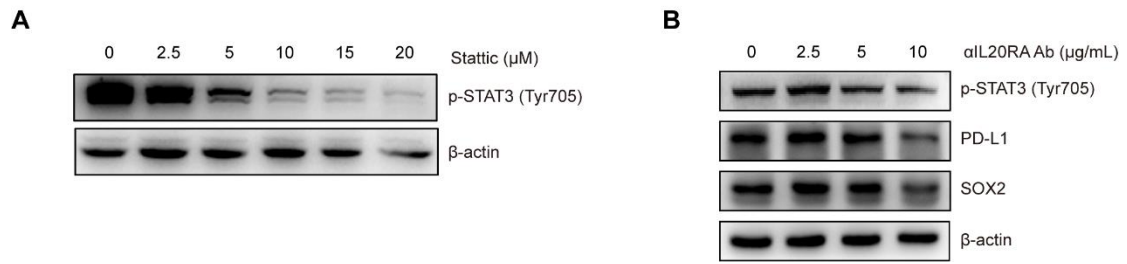 A
0 2.5 5 10 15 20 Stattic (μM)
p-STAT3 (Tyr705)
β-actin
B
0 2.5 5 10 αIL20RA Ab (μg/mL)
p-STAT3 (Tyr705)
PD-L1
SOX2
β-actin